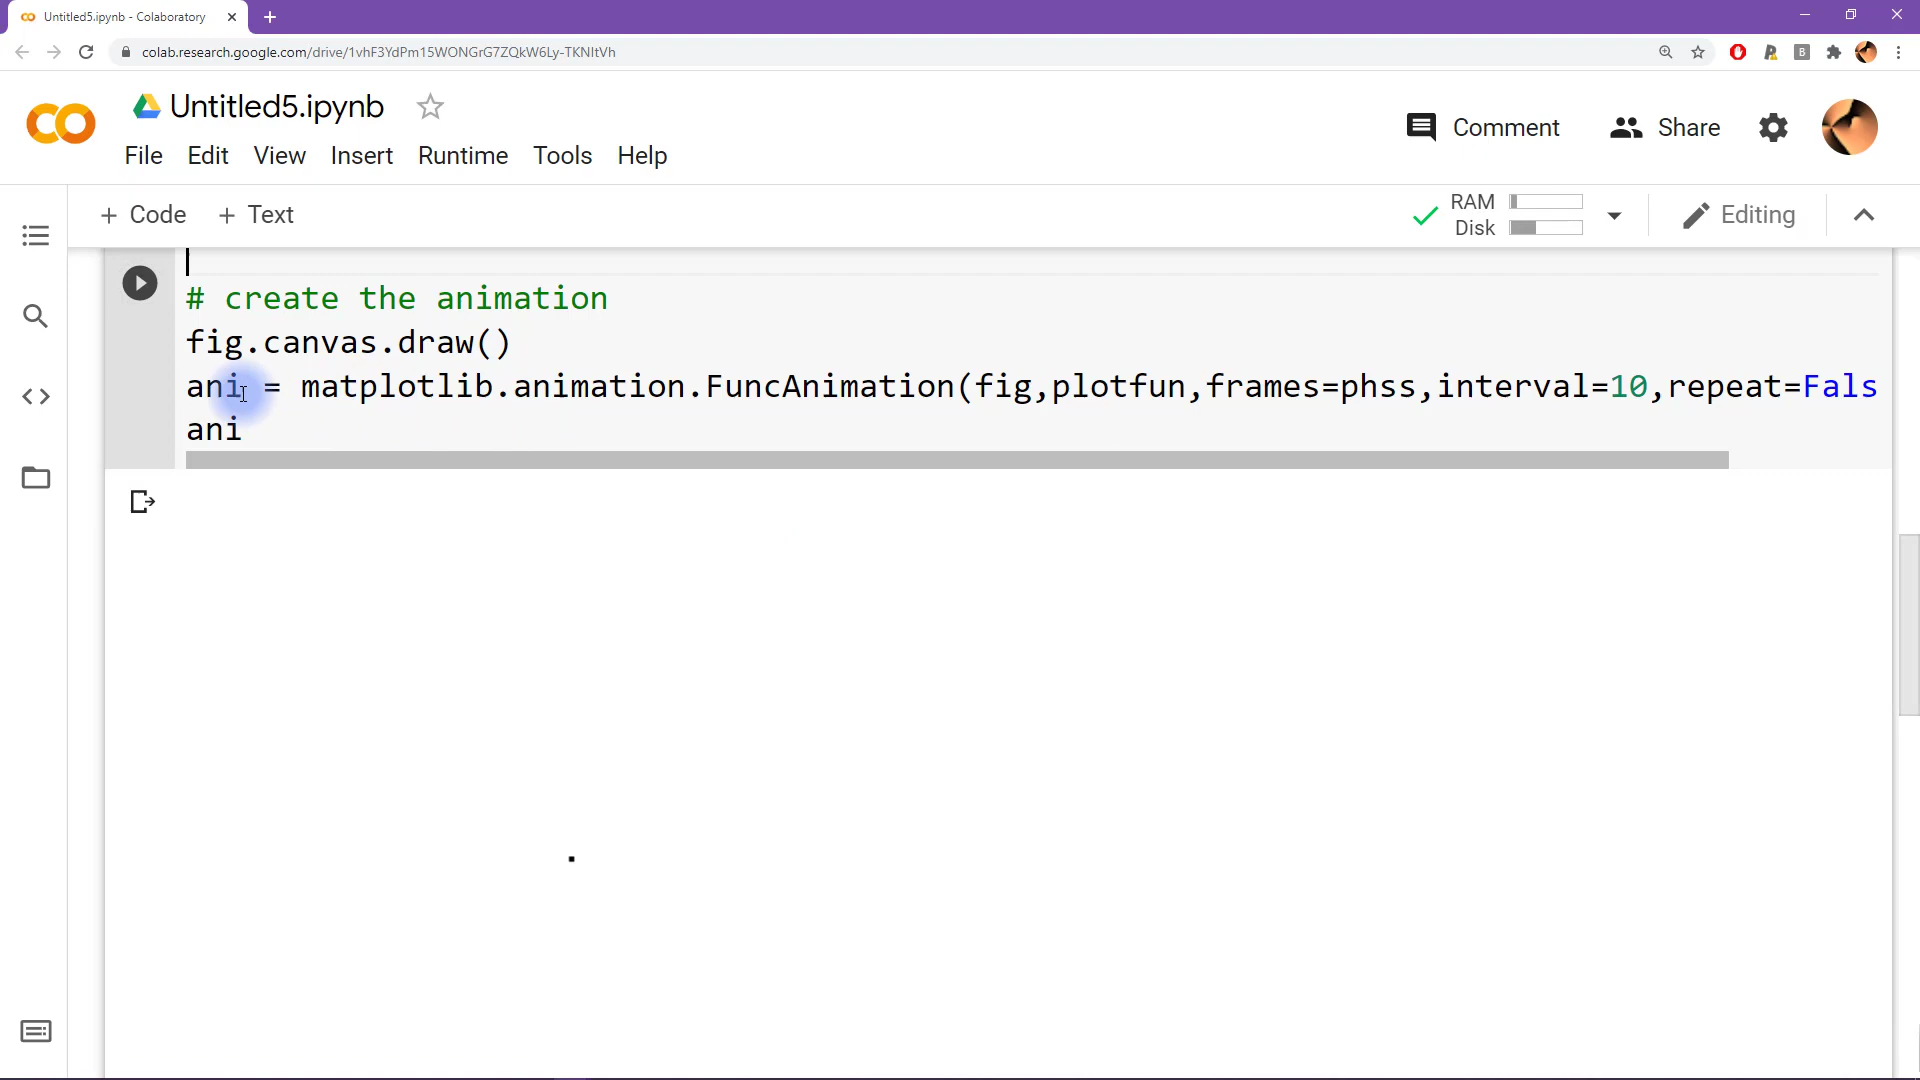 Untitled5.ipynb - Colaboratory
colab.research.google.com/drive/1vhF3YdPm15WONGrG7ZQkW6Ly-TKNItVh
Untitled5.ipynb
Comment
Share
File Edit View Insert Runtime Tools Help
+ Code + Text
RAM
Disk
Editing
# create the animation
fig.canvas.draw()
ani = matplotlib.animation.FuncAnimation(fig,plotfun,frames=phss,interval=10,repeat=Fals
ani